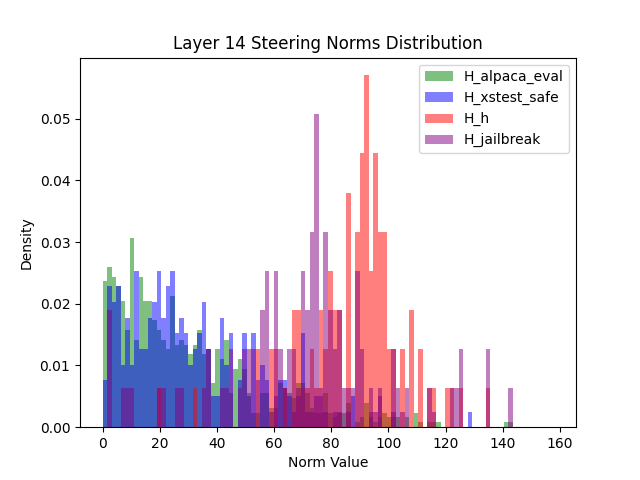 Layer 14 Steering Norms Distribution
H_alpaca_eval
H_xstest_safe
H_h
H_jailbreak
Density
0.05
0.04
0.03
0.02
0.01
0.00
0 20 40 60 80 100 120 140 160
Norm Value